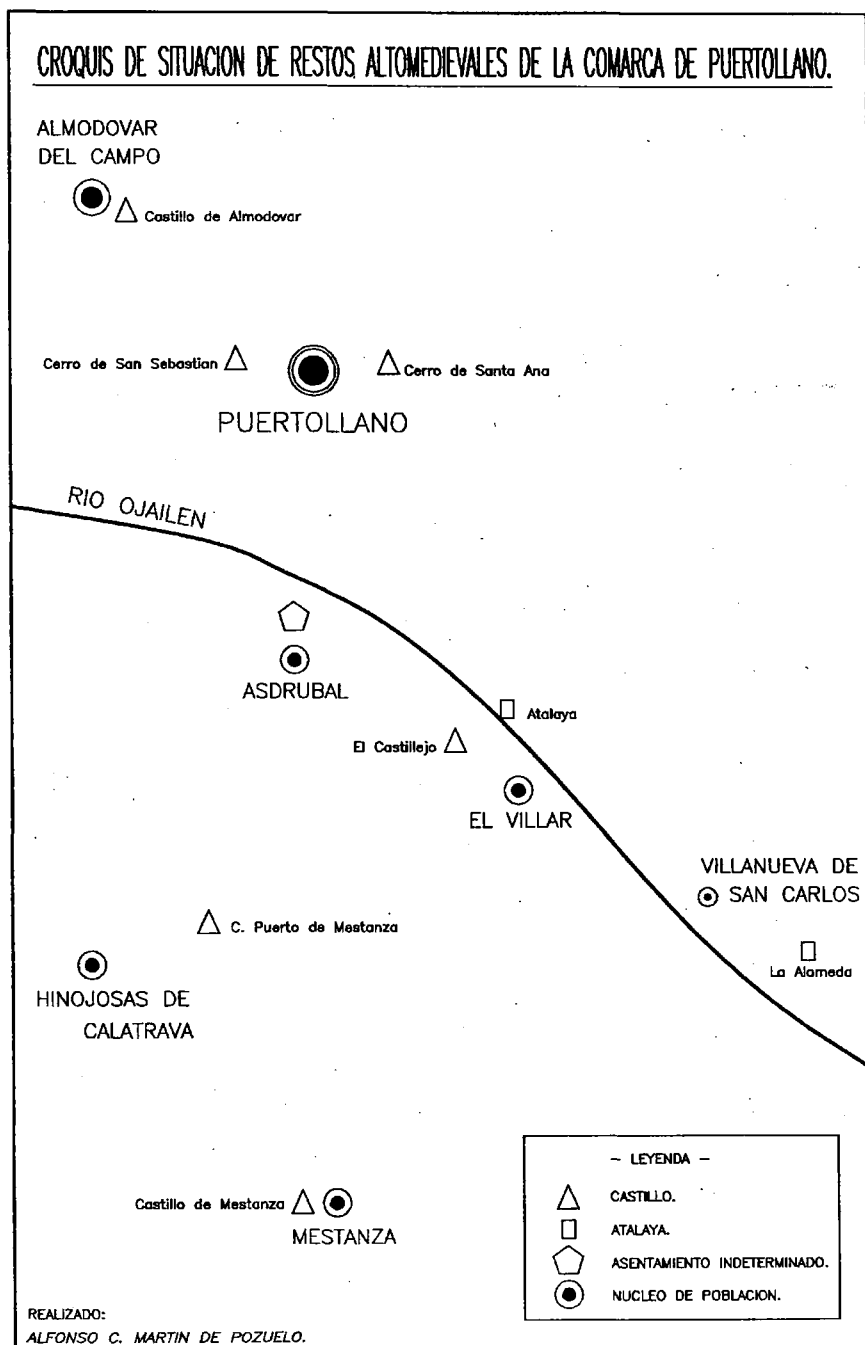 CROQUIS DE SITUACION DE RESTOS ALTOMEDIEVALES DE LA COMARCA DE PUERTOLLANO.
ALMODOVAR
DEL CAMPO
Castillo de Almodovar
Cerro de San Sebastian
Cerro de Santa Ana
PUERTOLLANO
RIO OJAILEN
ASDRUBAL
Atalaya
El Castillejo
EL VILLAR
VILLANUEVA DE
SAN CARLOS
C. Puerto de Mestanza
La Alameda
HINOJOSAS DE
CALATRAVA
Castillo de Mestanza
MESTANZA
- LEYENDA -
CASTILLO.
ATALAYA.
ASENTAMIENTO INDETERMINADO.
NUCLEO DE POBLACION.
REALIZADO:
ALFONSO C. MARTIN DE POZUELO.